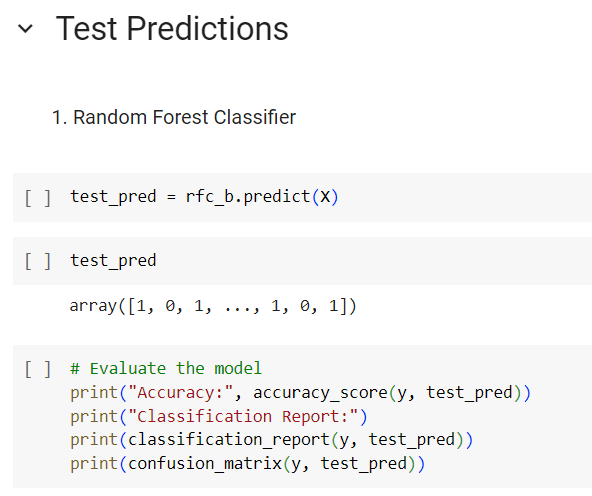 Test Predictions
1. Random Forest Classifier
[ ] test_pred = rfc_b.predict(X)
[ ] test_pred
array([1, 0, 1, ..., 1, 0, 1])
[ ] # Evaluate the model
print("Accuracy:", accuracy_score(y, test_pred))
print("Classification Report:")
print(classification_report(y, test_pred))
print(confusion_matrix(y, test_pred))